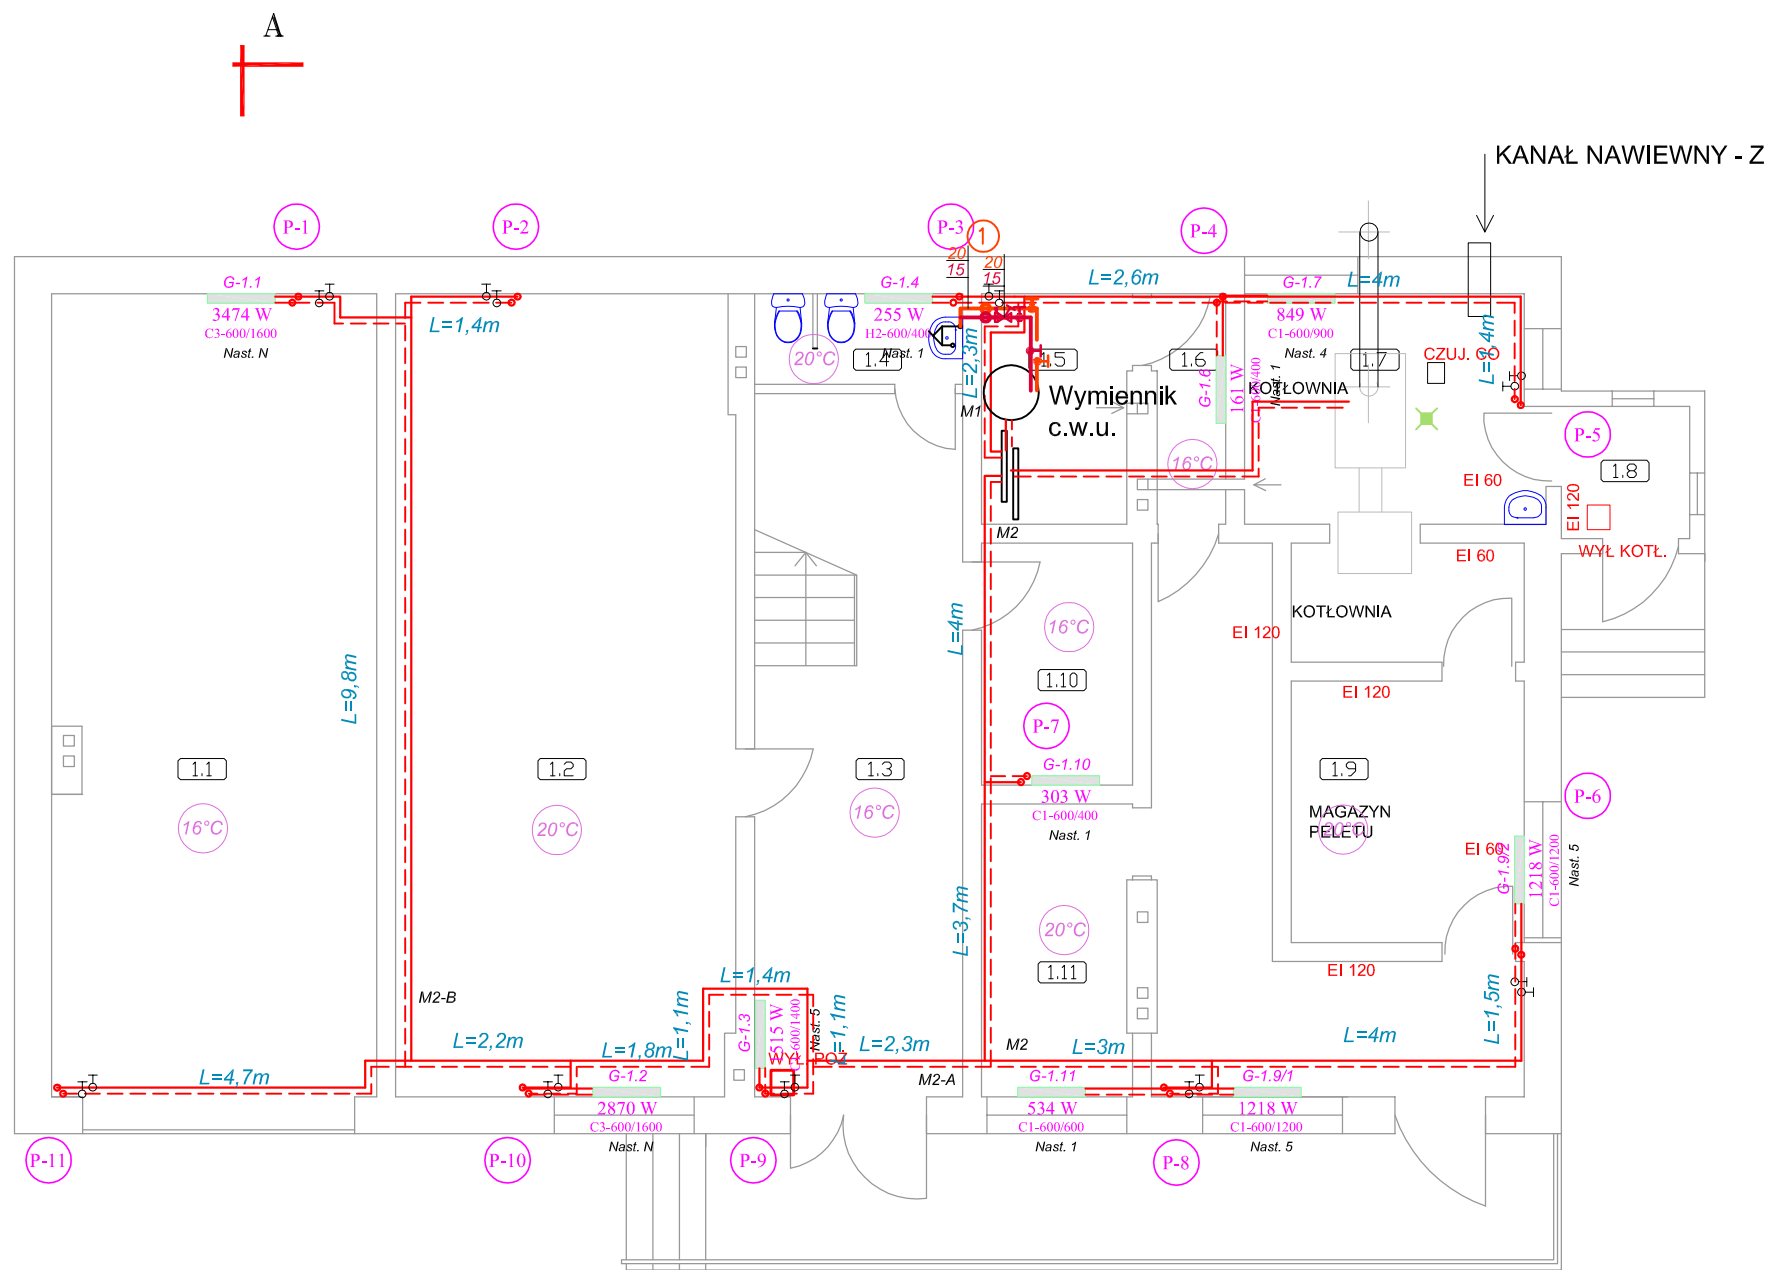 A
KANAŁ NAWIEWNY - Z
P-1
P-2
P-3
1
P-4
20
15
20
15
G-1.1
3474 W
C3-600/1600
Nast. N
L=1,4m
G-1.4
255 W
H2-600/400
Nast. 1
L=2,6m
G-1.7
849 W
C1-600/900
Nast. 4
L=4m
L=1,4m
20°C
1.4
L=2,3m
1.5
1.6
1.7
CZUJ. CO
KOTŁOWNIA
G-1.6
161 W
Nast. 1
M1
Wymiennik
c.w.u.
16°C
P-5
1.8
EI 60
EI 120
M2
EI 60
WYŁ KOTŁ.
KOTŁOWNIA
EI 120
16°C
L=4m
1.10
EI 120
L=9,8m
P-7
G-1.10
303 W
C1-600/400
Nast. 1
1.1
1.2
1.3
1.9
P-6
16°C
20°C
16°C
MAGAZYN
PELETU
20°C
EI 60
G-1.9/2
1218 W
C1-600/1200
Nast. 5
L=3,7m
20°C
1.11
EI 120
M2-B
L=1,4m
L=1,1m
G-1.3
515 W
Nast. 5
L=1,1m
L=1,5m
L=2,2m
L=1,8m
WYŁ POŻ
L=2,3m
M2
L=3m
L=4m
L=4,7m
G-1.2
2870 W
C3-600/1600
Nast. N
M2-A
G-1.11
534 W
C1-600/600
Nast. 1
G-1.9/1
1218 W
C1-600/1200
Nast. 5
P-11
P-10
P-9
P-8